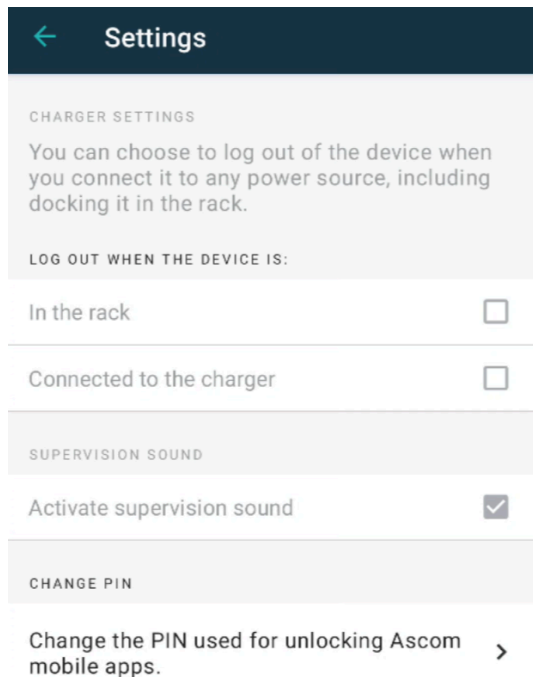 Settings
CHARGER SETTINGS
You can choose to log out of the device when
you connect it to any power source, including
docking it in the rack.
LOG OUT WHEN THE DEVICE IS:
In the rack
Connected to the charger
SUPERVISION SOUND
Activate supervision sound
CHANGE PIN
Change the PIN used for unlocking Ascom
mobile apps.